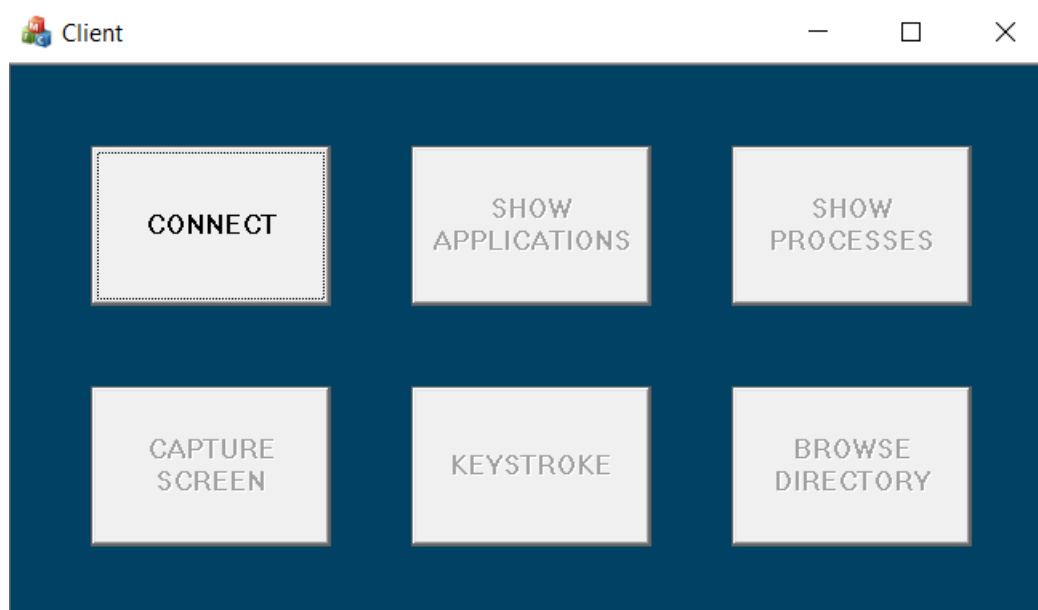 Client
CONNECT
SHOW
APPLICATIONS
SHOW
PROCESSES
CAPTURE
SCREEN
KEYSTROKE
BROWSE
DIRECTORY